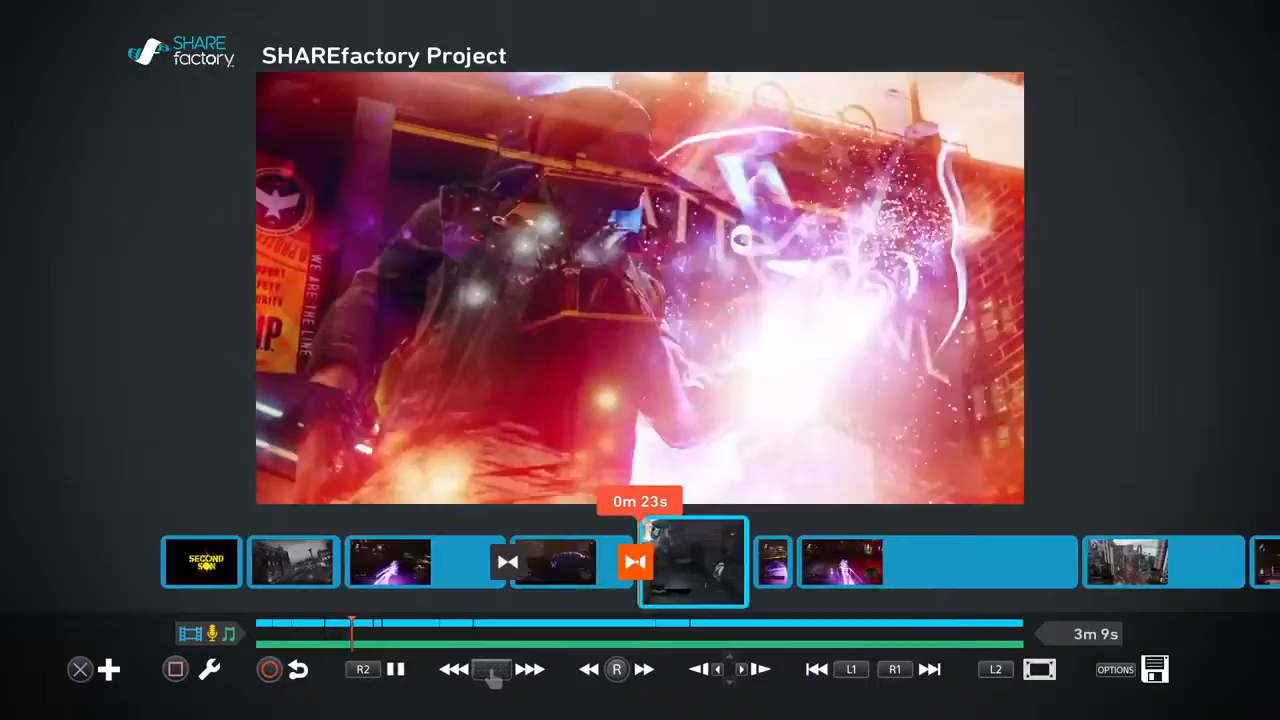 SHARE
factory
SHAREfactory Project
WE ARE THE LINE
0m 23s
SECOND
SON
3m 9s
R2
R
L1
R1
L2
OPTIONS